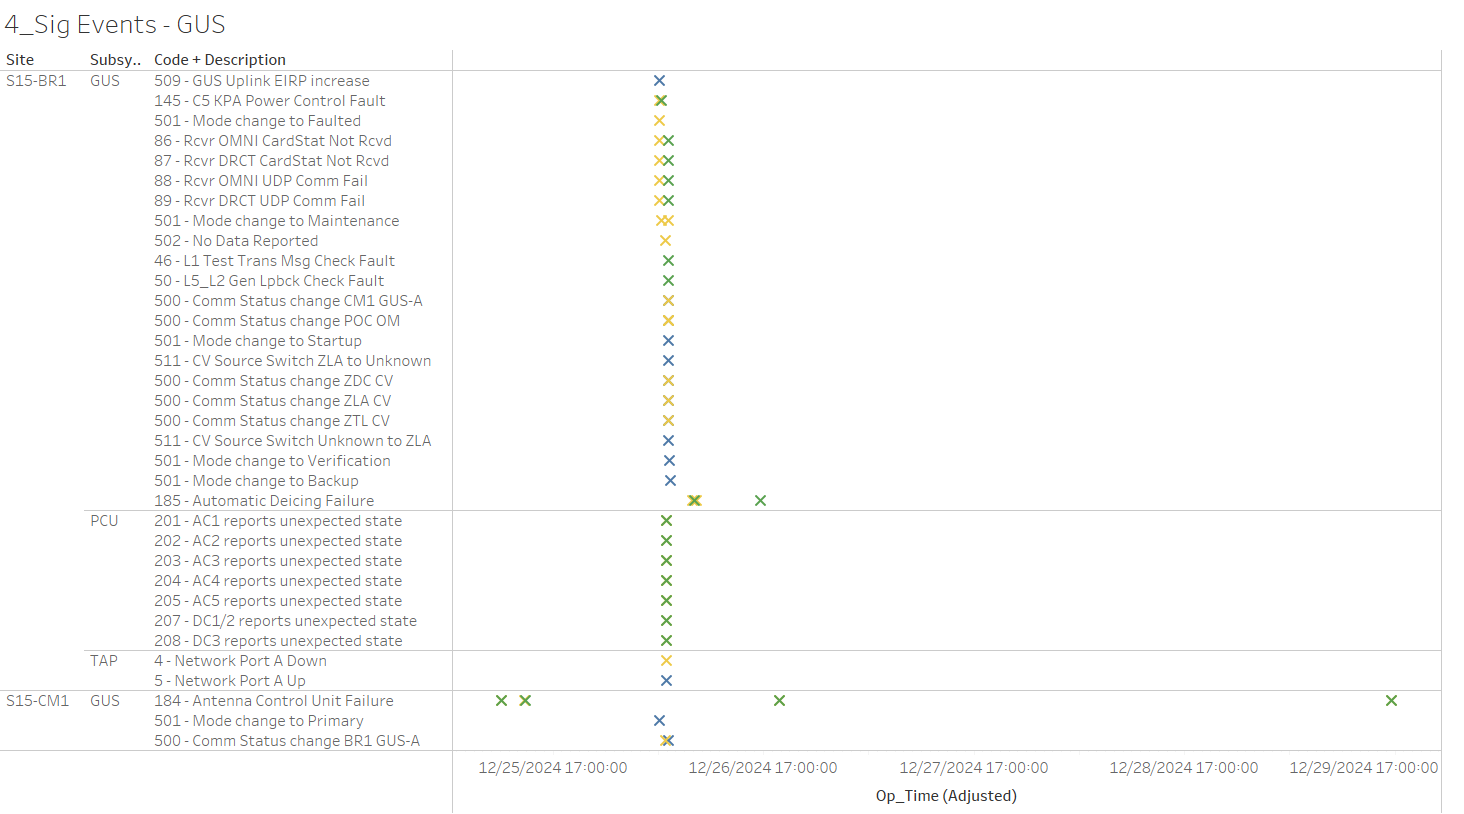 4_Sig Events - GUS
Site Subsy.. Code + Description
S15-BR1 GUS 509 - GUS Uplink EIRP increase
145 - C5 KPA Power Control Fault
501 - Mode change to Faulted
86 - Rcvr OMNI CardStat Not Rcvd
87 - Rcvr DRCT CardStat Not Rcvd
88 - Rcvr OMNI UDP Comm Fail
89 - Rcvr DRCT UDP Comm Fail
501 - Mode change to Maintenance
502 - No Data Reported
46 - L1 Test Trans Msg Check Fault
50 - L5_L2 Gen Lpbck Check Fault
500 - Comm Status change CM1 GUS-A
500 - Comm Status change POC OM
501 - Mode change to Startup
511 - CV Source Switch ZLA to Unknown
500 - Comm Status change ZDC CV
500 - Comm Status change ZLA CV
500 - Comm Status change ZTL CV
511 - CV Source Switch Unknown to ZLA
501 - Mode change to Verification
501 - Mode change to Backup
185 - Automatic Deicing Failure
PCU 201 - AC1 reports unexpected state
202 - AC2 reports unexpected state
203 - AC3 reports unexpected state
204 - AC4 reports unexpected state
205 - AC5 reports unexpected state
207 - DC1/2 reports unexpected state
208 - DC3 reports unexpected state
TAP 4 - Network Port A Down
5 - Network Port A Up
S15-CM1 GUS 184 - Antenna Control Unit Failure
501 - Mode change to Primary
500 - Comm Status change BR1 GUS-A
12/25/2024 17:00:00 12/26/2024 17:00:00 12/27/2024 17:00:00 12/28/2024 17:00:00 12/29/2024 17:00:00
Op_Time (Adjusted)